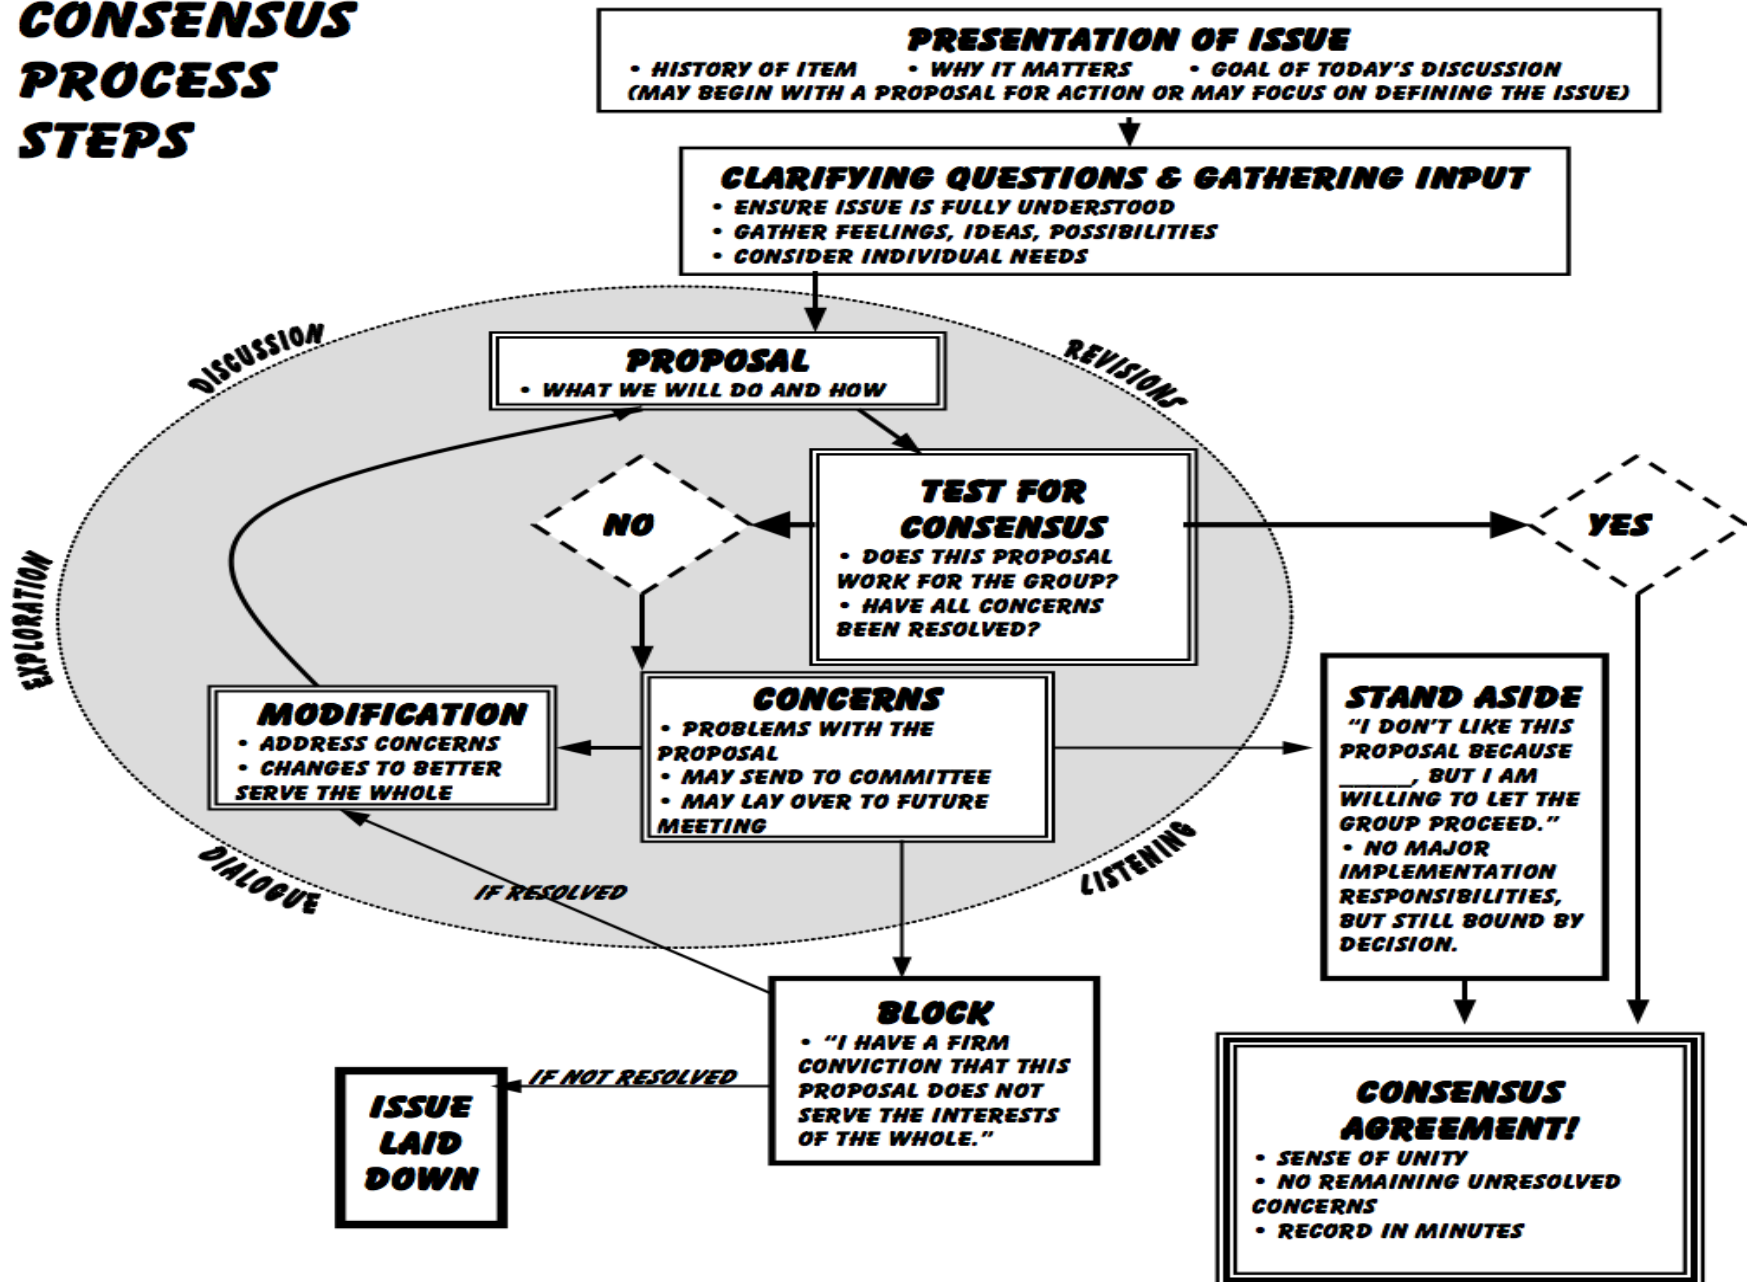 CONSENSUS
PROCESS
STEPS
PRESENTATION OF ISSUE
• HISTORY OF ITEM • WHY IT MATTERS • GOAL OF TODAY'S DISCUSSION
(MAY BEGIN WITH A PROPOSAL FOR ACTION OR MAY FOCUS ON DEFINING THE ISSUE)
CLARIFYING QUESTIONS & GATHERING INPUT
• ENSURE ISSUE IS FULLY UNDERSTOOD
• GATHER FEELINGS, IDEAS, POSSIBILITIES
• CONSIDER INDIVIDUAL NEEDS
DISCUSSION
REVISIONS
PROPOSAL
• WHAT WE WILL DO AND HOW
TEST FOR
CONSENSUS
• DOES THIS PROPOSAL
WORK FOR THE GROUP?
• HAVE ALL CONCERNS
BEEN RESOLVED?
NO
YES
EXPLORATION
CONCERNS
• PROBLEMS WITH THE
PROPOSAL
• MAY SEND TO COMMITTEE
• MAY LAY OVER TO FUTURE
MEETING
MODIFICATION
• ADDRESS CONCERNS
• CHANGES TO BETTER
SERVE THE WHOLE
STAND ASIDE
"I DON'T LIKE THIS
PROPOSAL BECAUSE
_____, BUT I AM
WILLING TO LET THE
GROUP PROCEED."
• NO MAJOR
IMPLEMENTATION
RESPONSIBILITIES,
BUT STILL BOUND BY
DECISION.
DIALOGUE
LISTENING
IF RESOLVED
BLOCK
• "I HAVE A FIRM
CONVICTION THAT THIS
PROPOSAL DOES NOT
SERVE THE INTERESTS
OF THE WHOLE."
IF NOT RESOLVED
ISSUE
LAID
DOWN
CONSENSUS
AGREEMENT!
• SENSE OF UNITY
• NO REMAINING UNRESOLVED
CONCERNS
• RECORD IN MINUTES